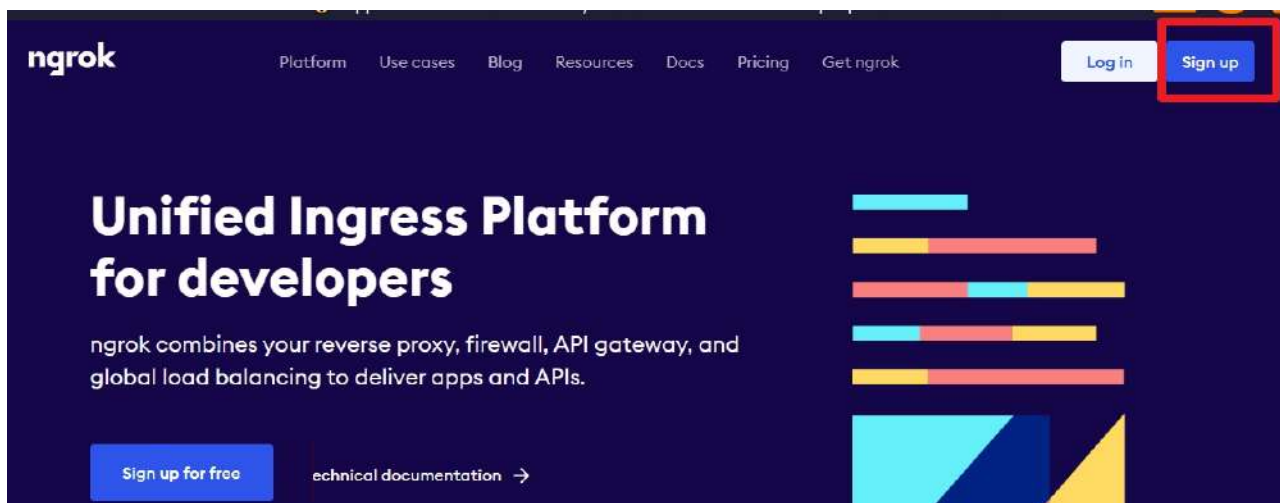 ngrok
Platform Use cases Blog Resources Docs Pricing Get ngrok Log in Sign up
Unified Ingress Platform
for developers
ngrok combines your reverse proxy, firewall, API gateway, and
global load balancing to deliver apps and APIs.
Sign up for free echnical documentation →